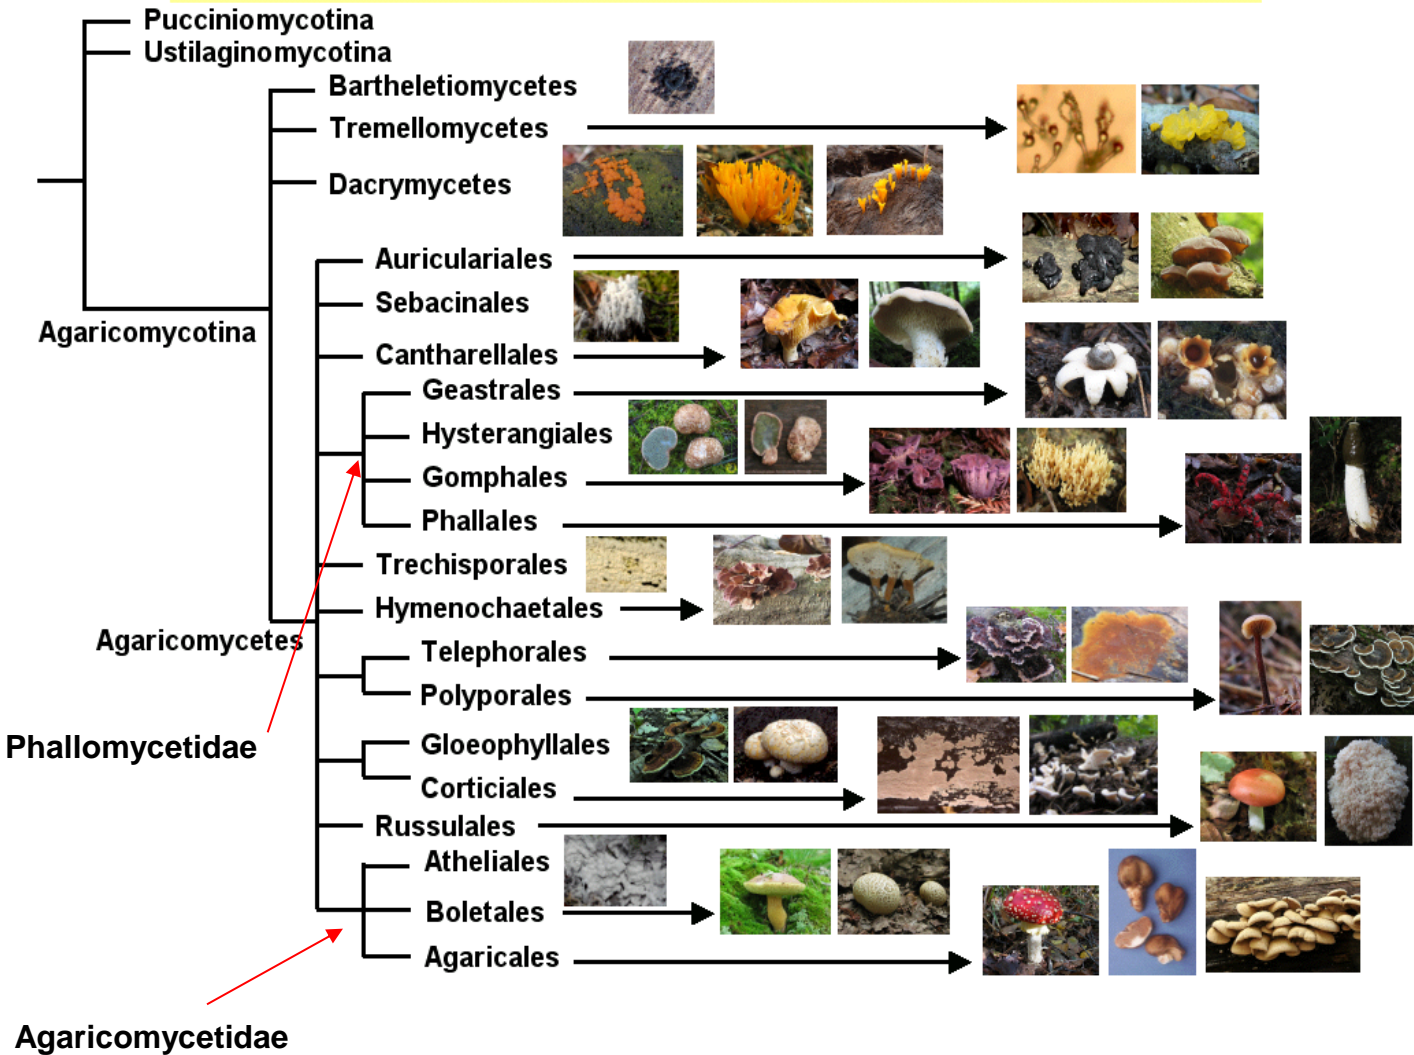 Pucciniomycotina
Ustilaginomycotina
Bartheletiomycetes
Tremellomycetes
Dacrymycetes
Auriculariales
Sebacinales
Agaricomycotina
Cantharellales
Geastrales
Hysterangiales
Gomphales
Phallales
Trechisporales
Hymenochaetales
Agaricomycetes
Telephorales
Polyporales
Phallomycetidae
Gloeophyllales
Corticiales
Russulales
Atheliales
Boletales
Agaricales
Agaricomycetidae